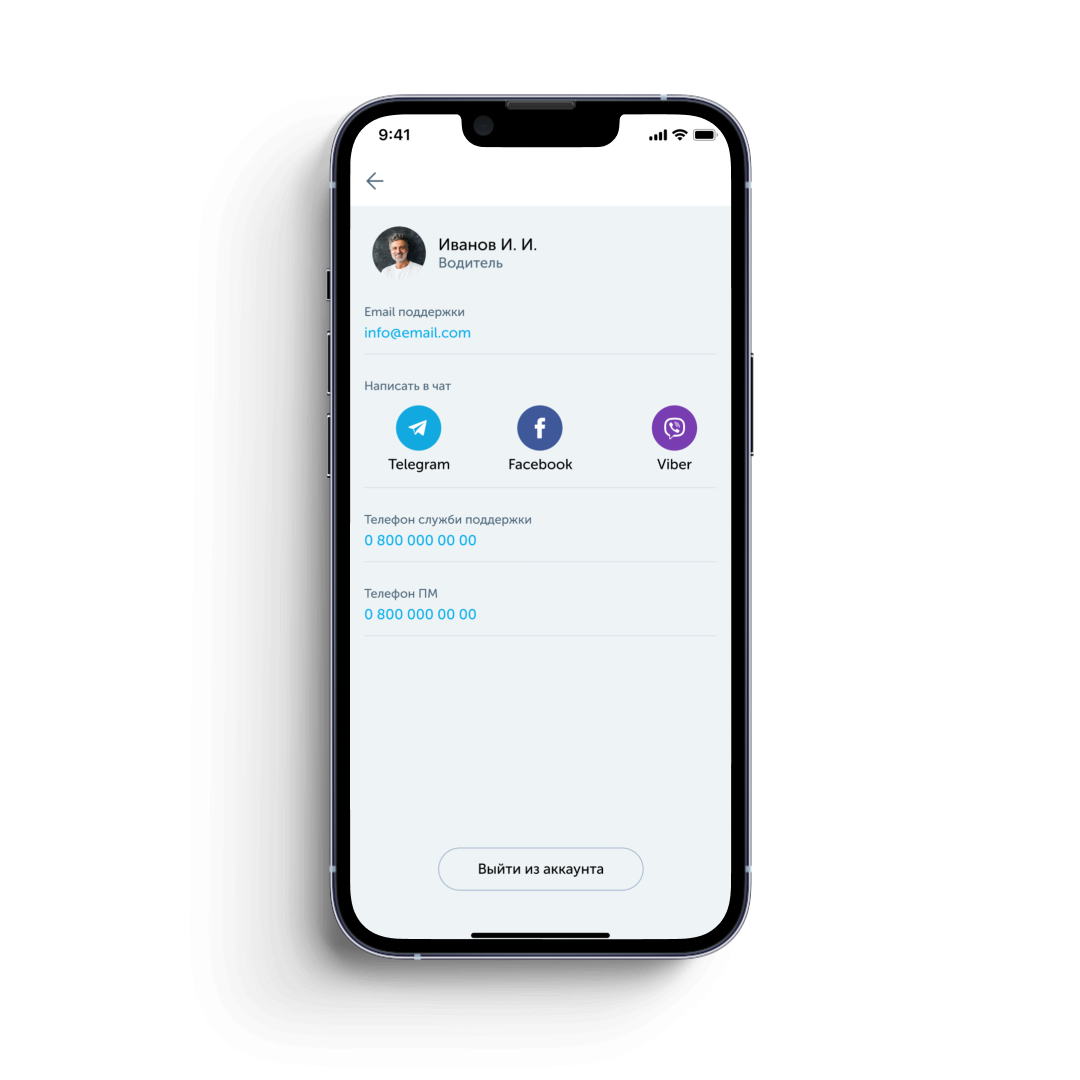 9:41
Иванов И. И.
Водитель
Email поддержки
info@email.com
Написать в чат
Telegram Facebook Viber
Телефон служби поддержки
0 800 000 00 00
Телефон ПМ
0 800 000 00 00
Выйти из аккаунта